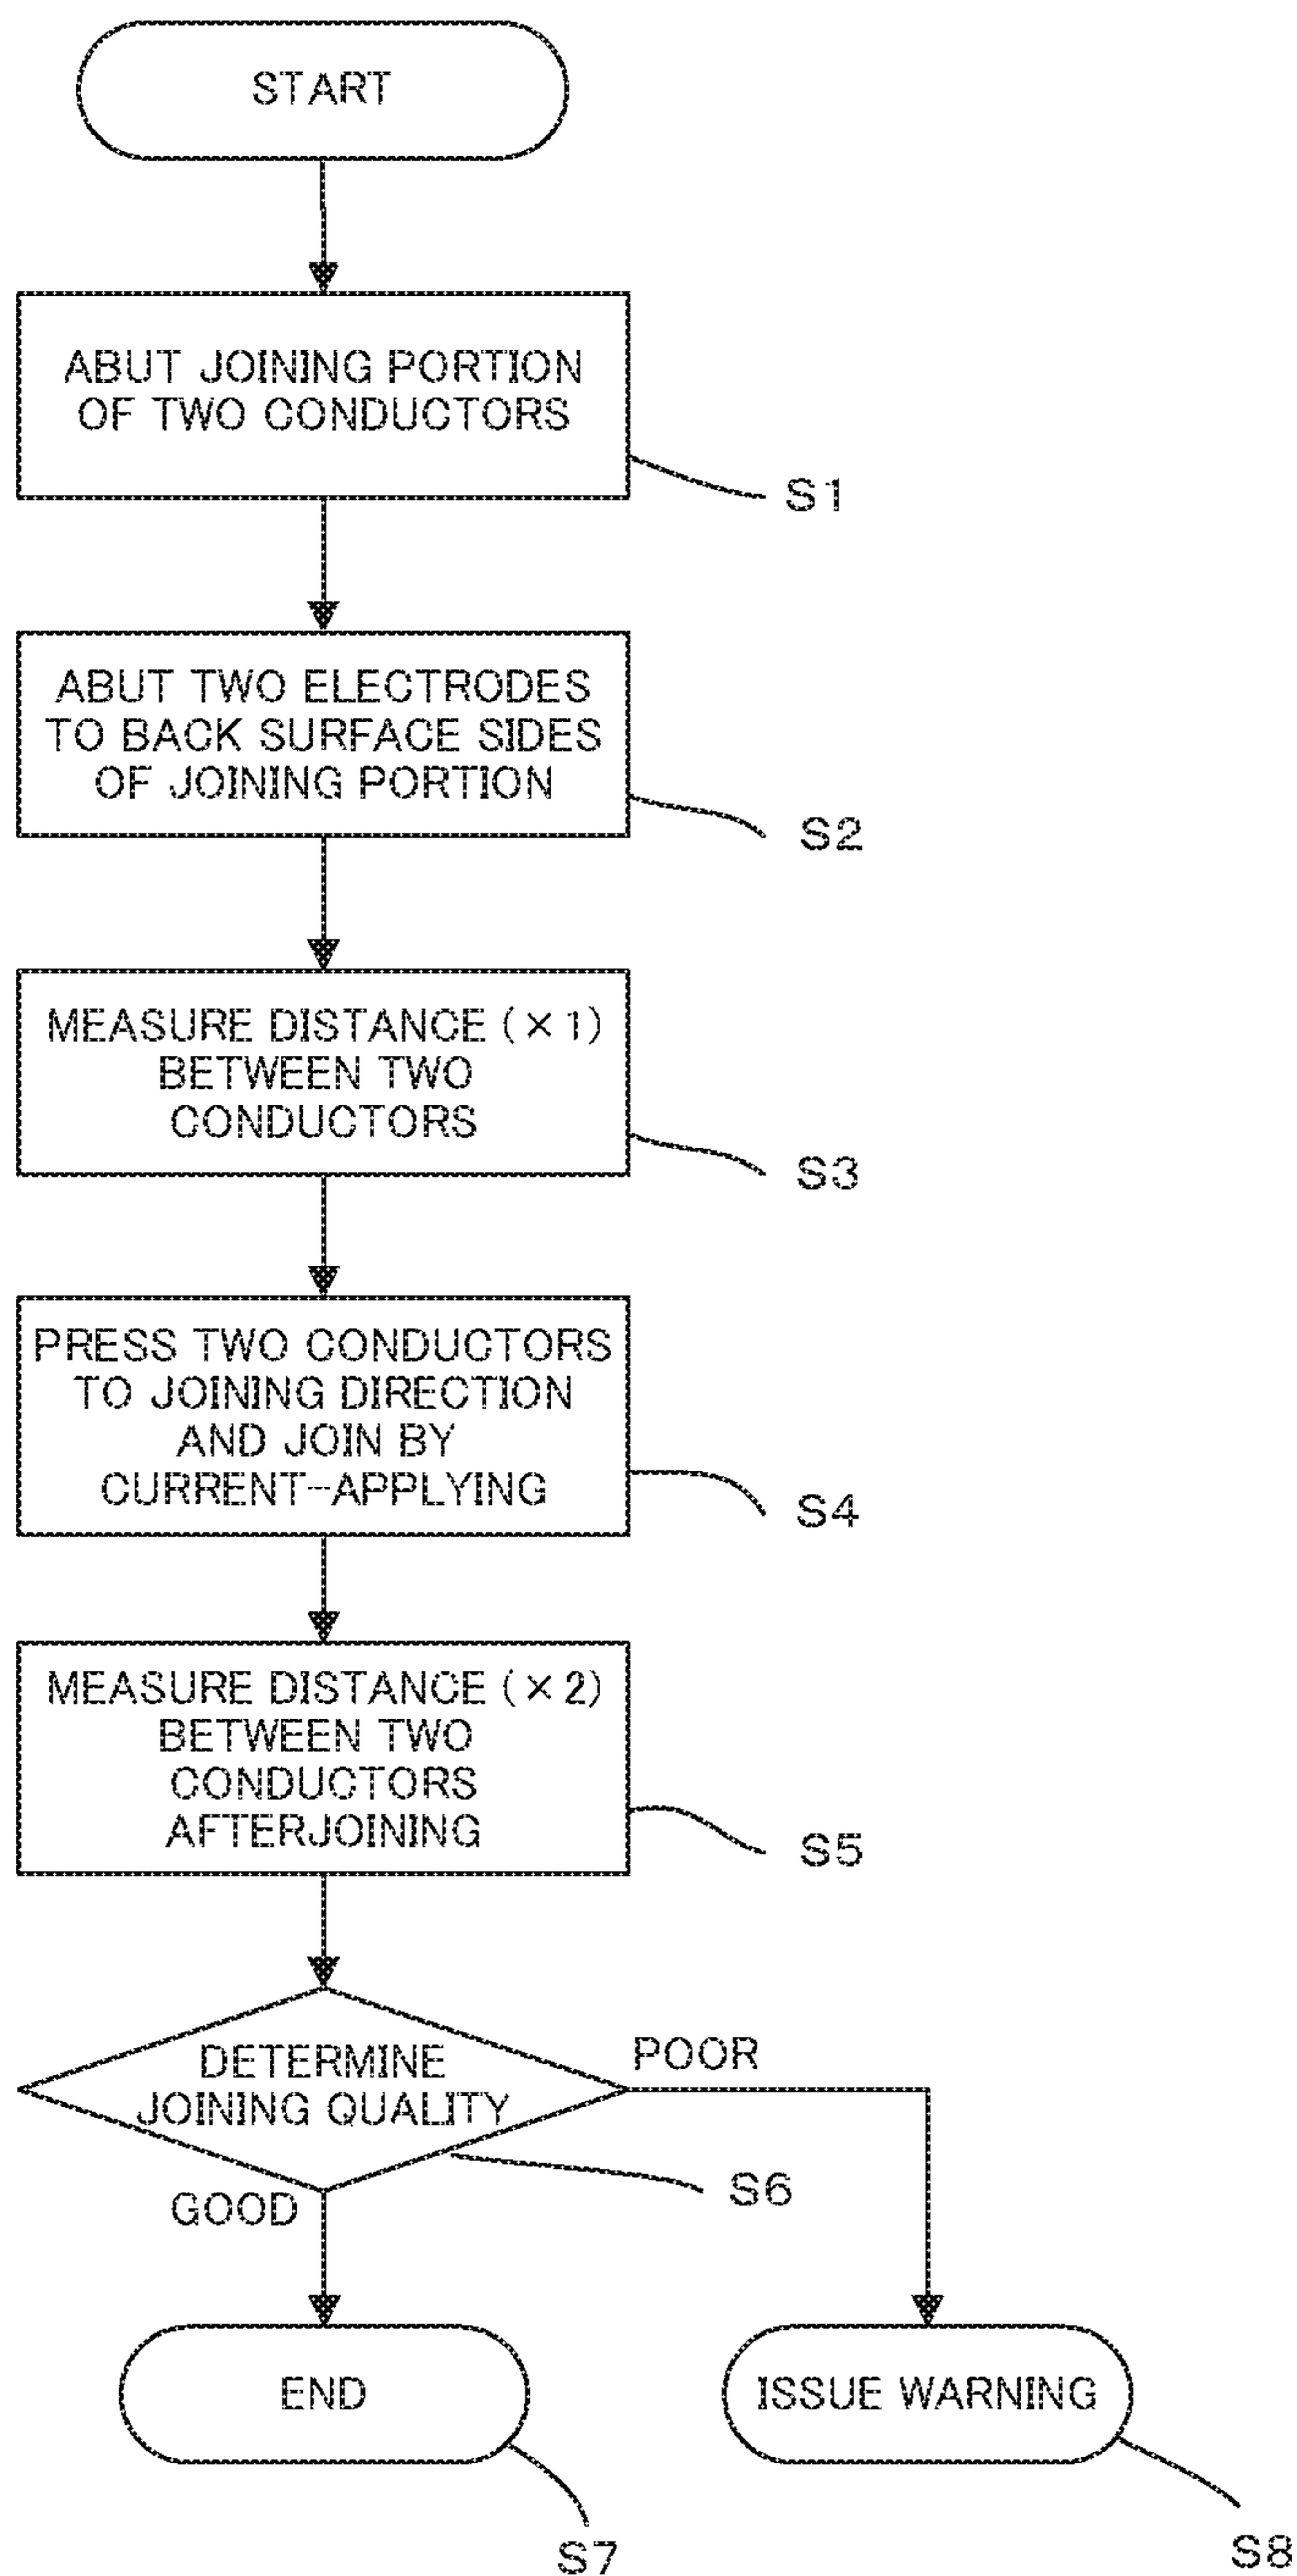 START
ABUT JOINING PORTION
OF TWO CONDUCTORS
S1
ABUT TWO ELECTRODES
TO BACK SURFACE SIDES
OF JOINING PORTION
S2
MEASURE DISTANCE (×1)
BETWEEN TWO
CONDUCTORS
S3
PRESS TWO CONDUCTORS
TO JOINING DIRECTION
AND JOIN BY
CURRENT-APPLYING
S4
MEASURE DISTANCE (×2)
BETWEEN TWO
CONDUCTORS
AFTERJOINING
S5
DETERMINE
JOINING QUALITY
POOR
S6
GOOD
END
ISSUE WARNING
S7
S8